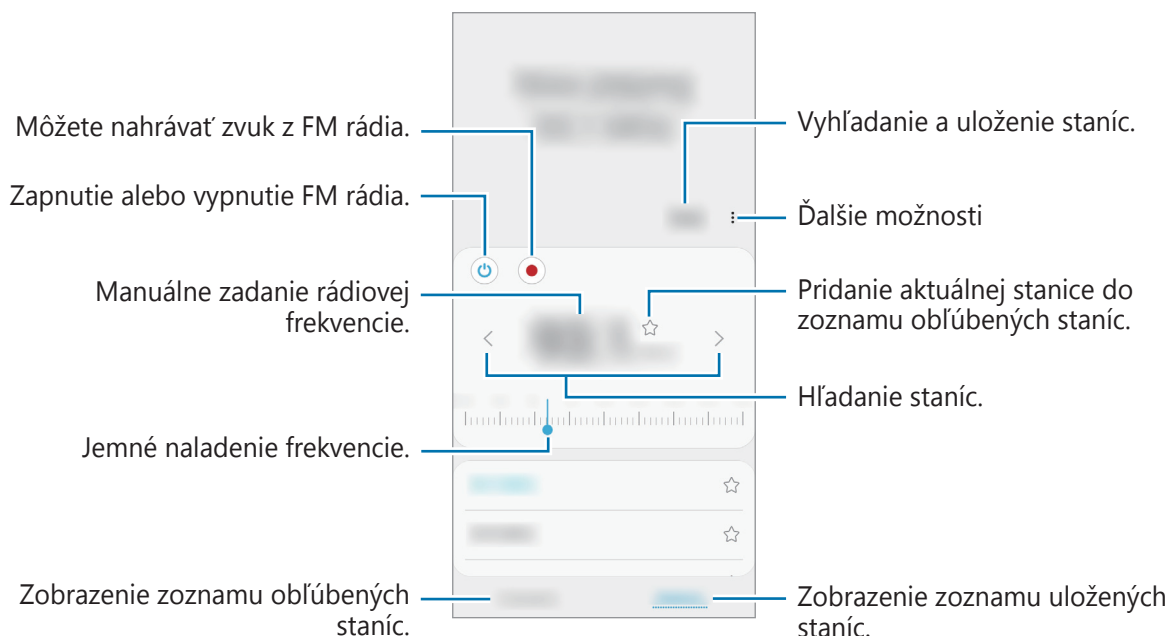 Môžete nahrávať zvuk z FM rádia.
Vyhľadanie a uloženie staníc.
Zapnutie alebo vypnutie FM rádia.
Ďalšie možnosti
Manuálne zadanie rádiovej
frekvencie.
Pridanie aktuálnej stanice do
zoznamu obľúbených staníc.
Hľadanie staníc.
Jemné naladenie frekvencie.
Zobrazenie zoznamu obľúbených
staníc.
Zobrazenie zoznamu uložených
staníc.